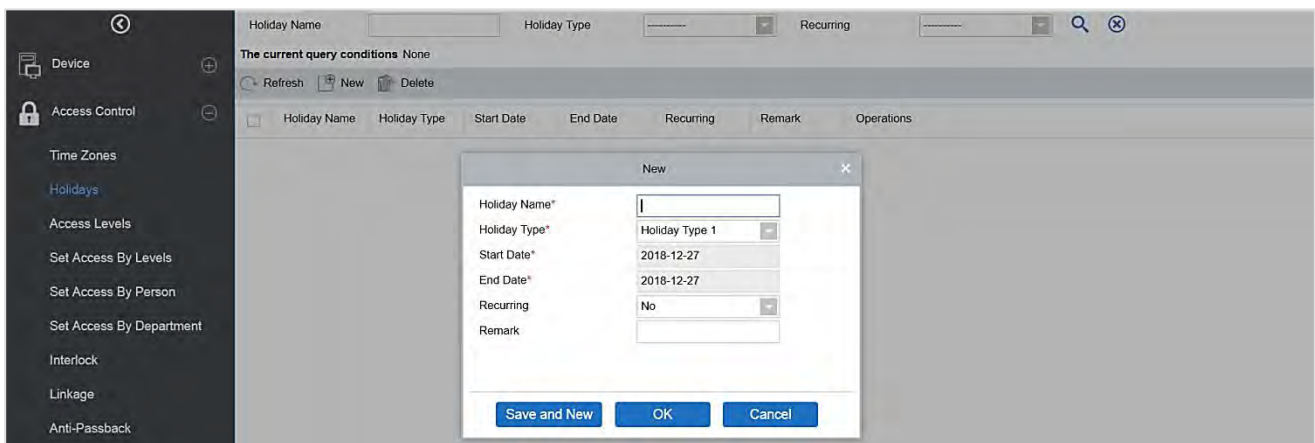 Holiday Name Holiday Type ---------- Recurring ----------
The current query conditions None
Refresh New Delete
Holiday Name Holiday Type Start Date End Date Recurring Remark Operations
Device
Access Control
Time Zones
Holidays
Access Levels
Set Access By Levels
Set Access By Person
Set Access By Department
Interlock
Linkage
Anti-Passback
New
Holiday Name*
Holiday Type* Holiday Type 1
Start Date* 2018-12-27
End Date* 2018-12-27
Recurring No
Remark
Save and New OK Cancel